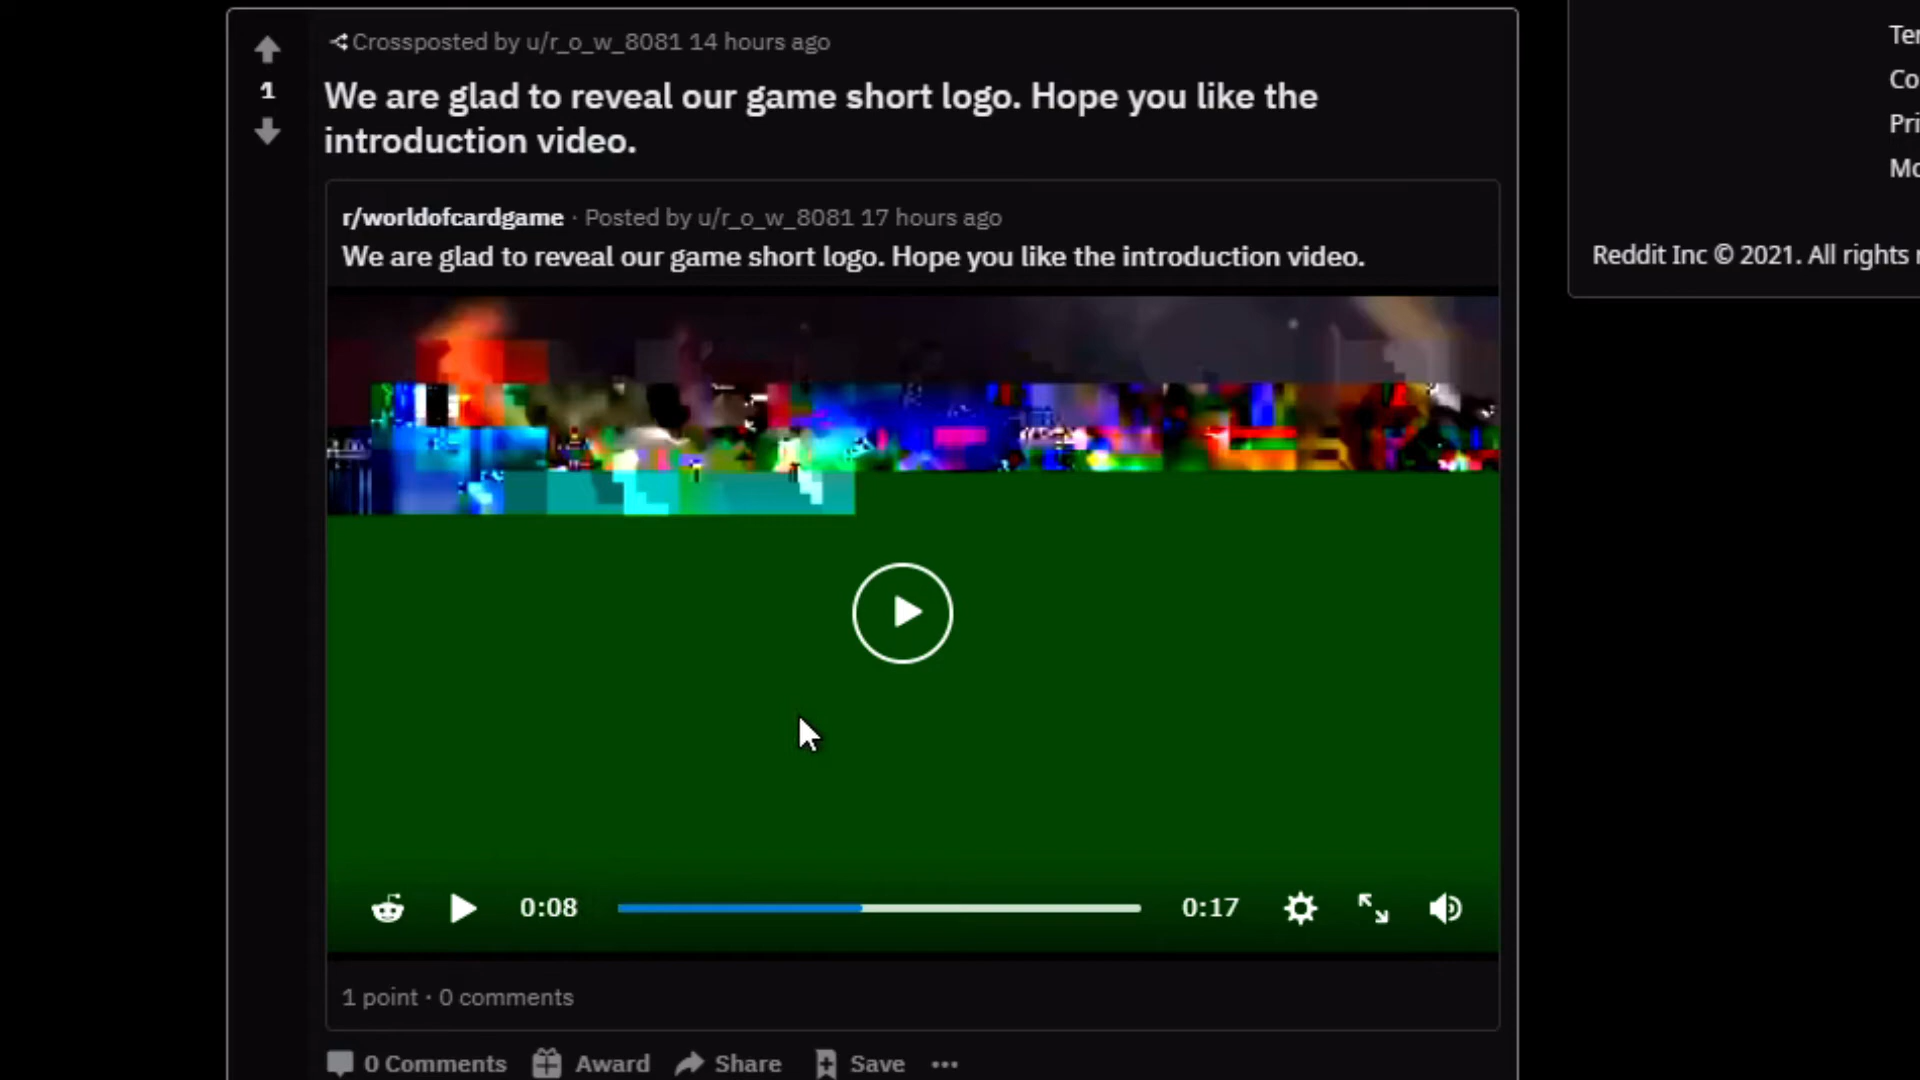 Crossposted by u/r_o_w_8081 14 hours ago
1
We are glad to reveal our game short logo. Hope you like the
introduction video.
r/worldofcardgame · Posted by u/r_o_w_8081 17 hours ago
We are glad to reveal our game short logo. Hope you like the introduction video.
0:08
0:17
1 point · 0 comments
0 Comments
Award
Share
Save
Ter
Co
Pri
Mo
Reddit Inc © 2021. All rights